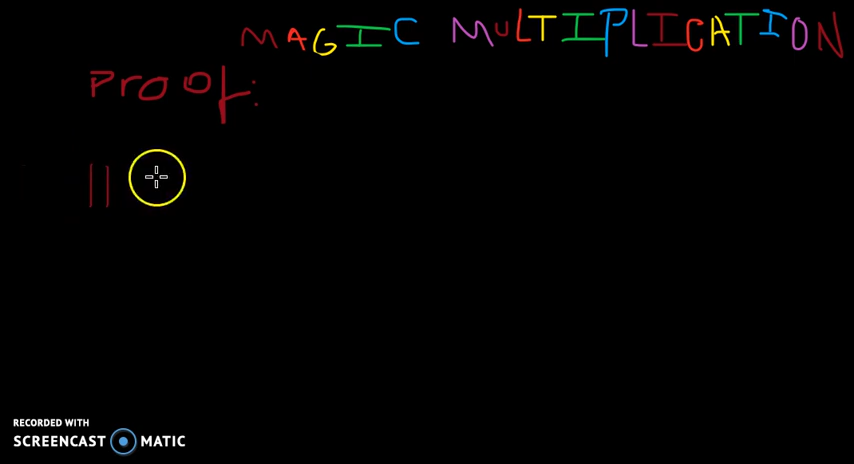 MAGIC MULTIPLICATION
Proof:
11
RECORDED WITH
SCREENCAST MATIC